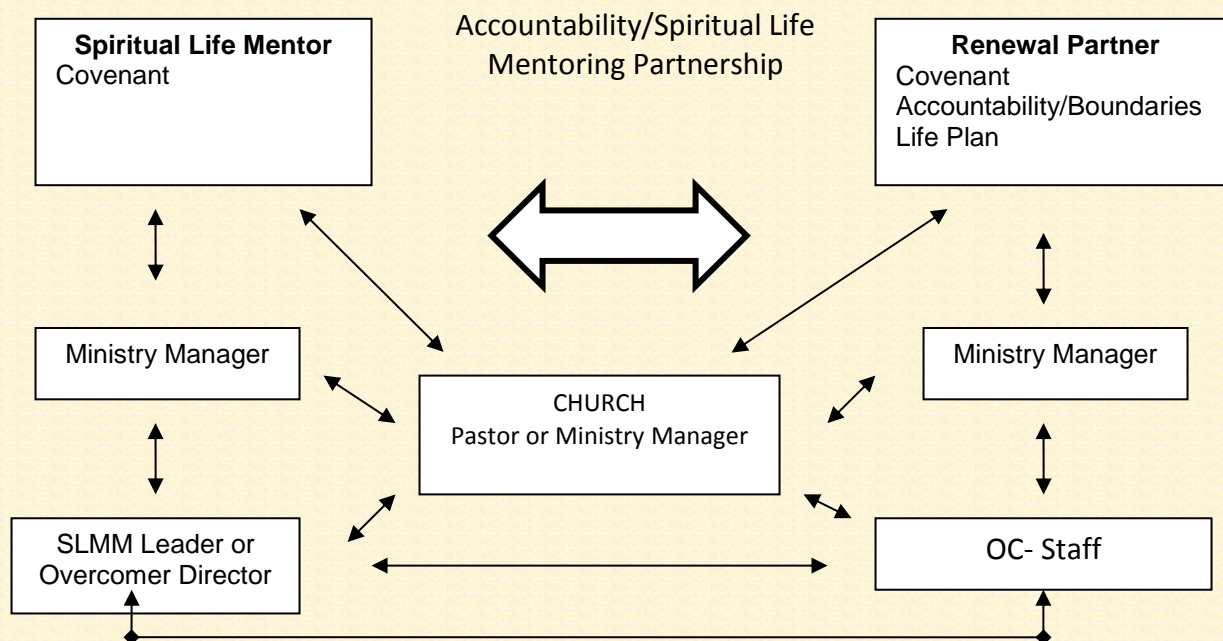 Accountability/Spiritual Life
Mentoring Partnership
Spiritual Life Mentor
Covenant
Renewal Partner
Covenant
Accountability/Boundaries
Life Plan
Ministry Manager
Ministry Manager
CHURCH
Pastor or Ministry Manager
SLMM Leader or
Overcomer Director
OC- Staff